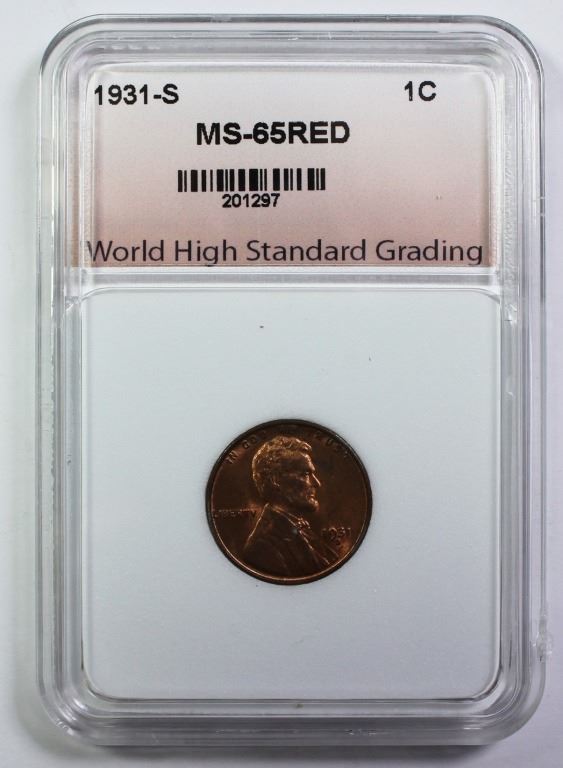 1931-S 1C
MS-65RED
201297
World High Standard Grading
IN GOD WE TRUST
LIBERTY
1931
S